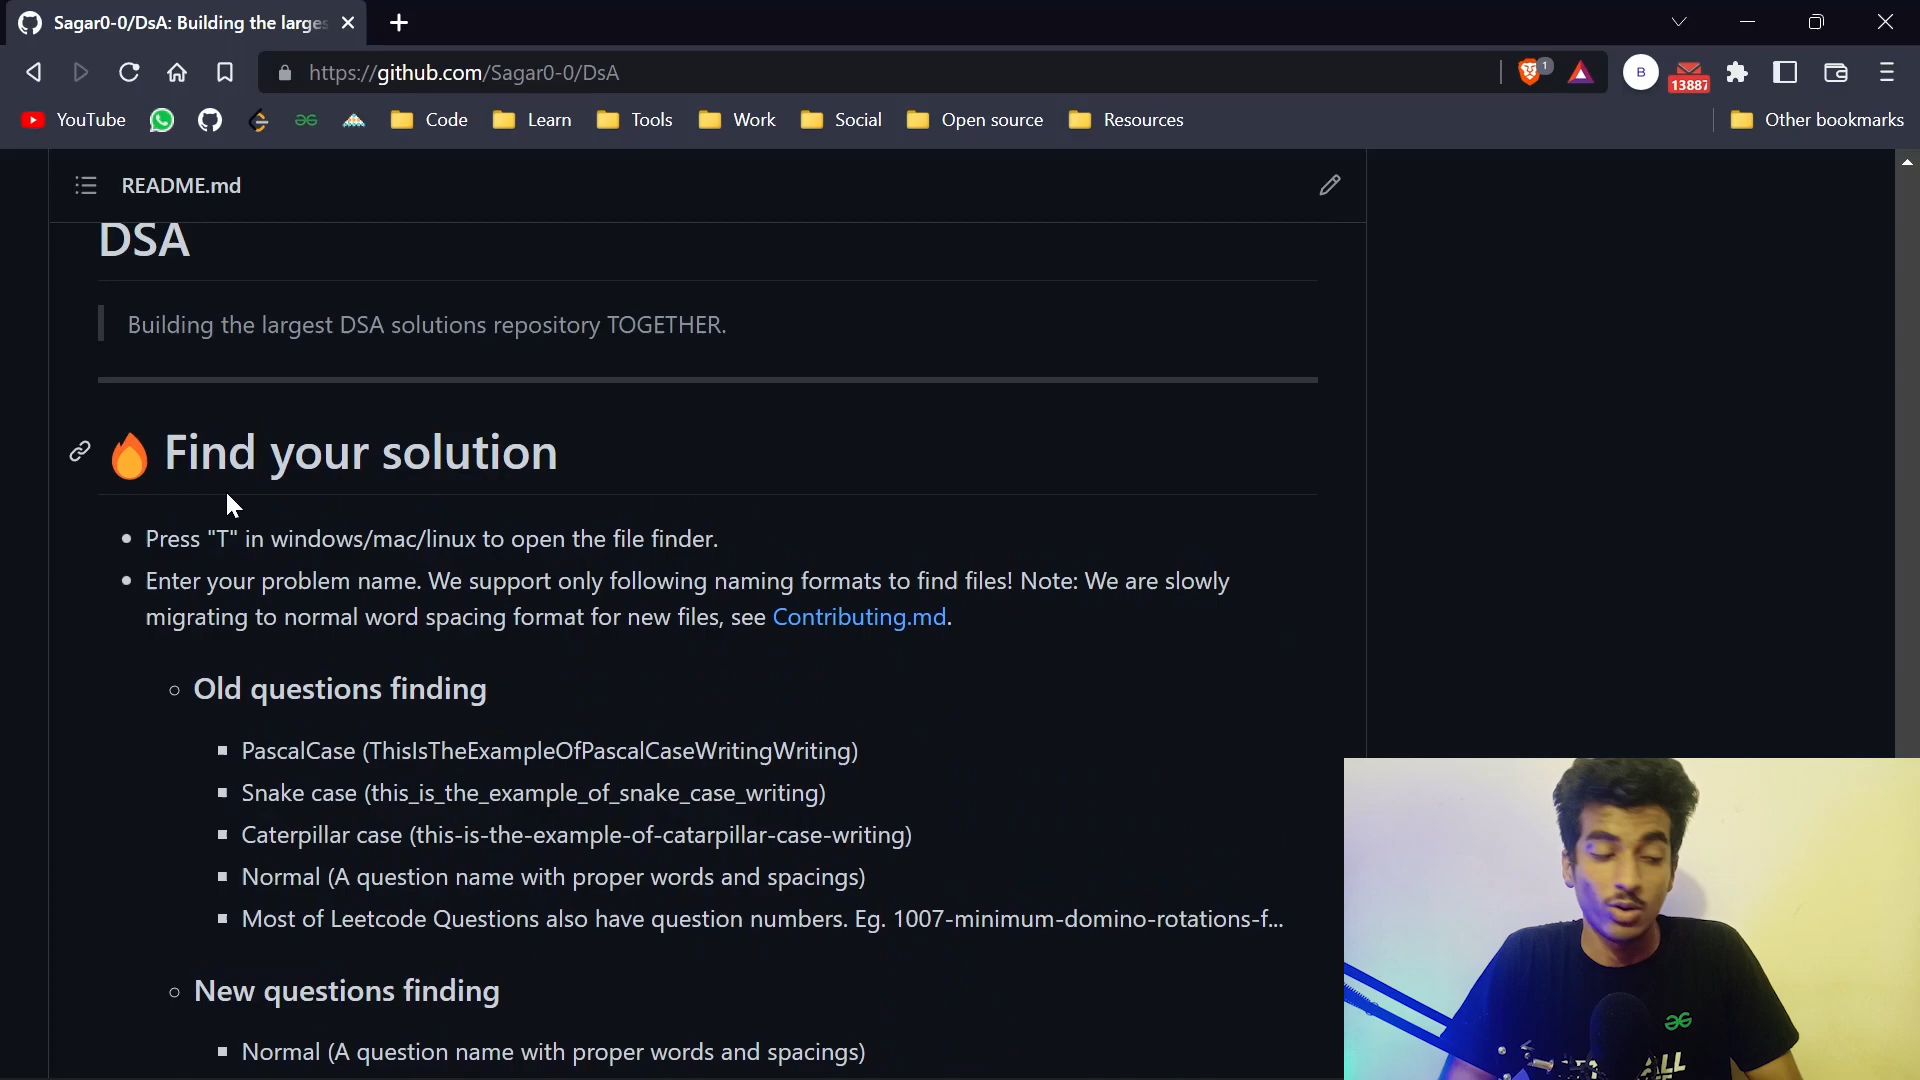 Sagar0-0/DsA: Building the large
https://github.com/Sagar0-0/DsA
1
B
13887
YouTube
Code
Learn
Tools
Work
Social
Open source
Resources
Other bookmarks
README.md
DSA
Building the largest DSA solutions repository TOGETHER.
Find your solution
Press "T" in windows/mac/linux to open the file finder.
Enter your problem name. We support only following naming formats to find files! Note: We are slowly
migrating to normal word spacing format for new files, see Contributing.md.
Old questions finding
PascalCase (ThisIsTheExampleOfPascalCaseWritingWriting)
Snake case (this_is_the_example_of_snake_case_writing)
Caterpillar case (this-is-the-example-of-catarpillar-case-writing)
Normal (A question name with proper words and spacings)
Most of Leetcode Questions also have question numbers. Eg. 1007-minimum-domino-rotations-f...
New questions finding
Normal (A question name with proper words and spacings)